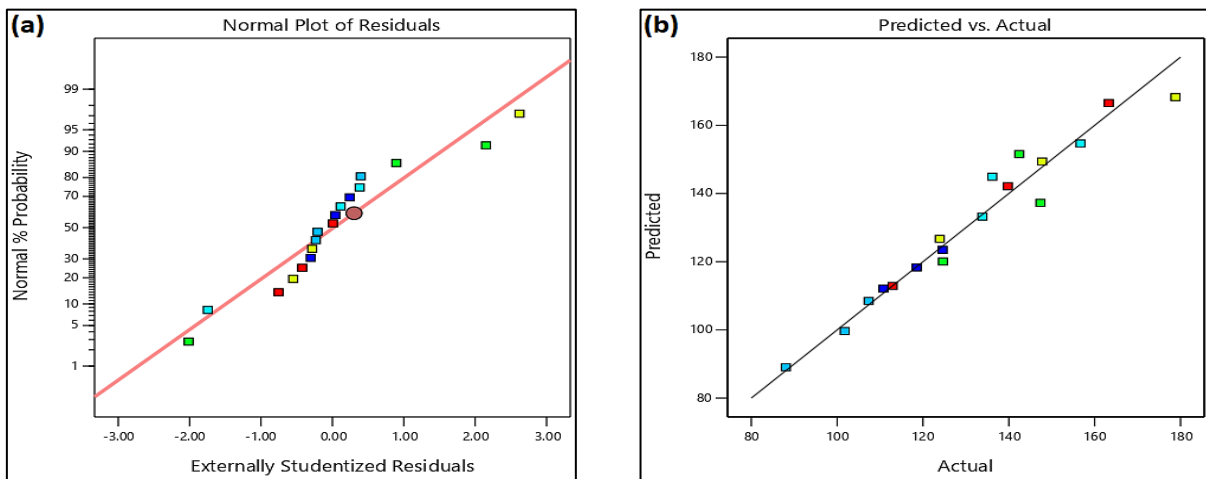 (a)
Normal Plot of Residuals
Normal % Probability
99
95
90
80
70
50
30
20
10
5
1
-3.00 -2.00 -1.00 0.00 1.00 2.00 3.00
Externally Studentized Residuals
(b)
Predicted vs. Actual
Predicted
180
160
140
120
100
80
80 100 120 140 160 180
Actual